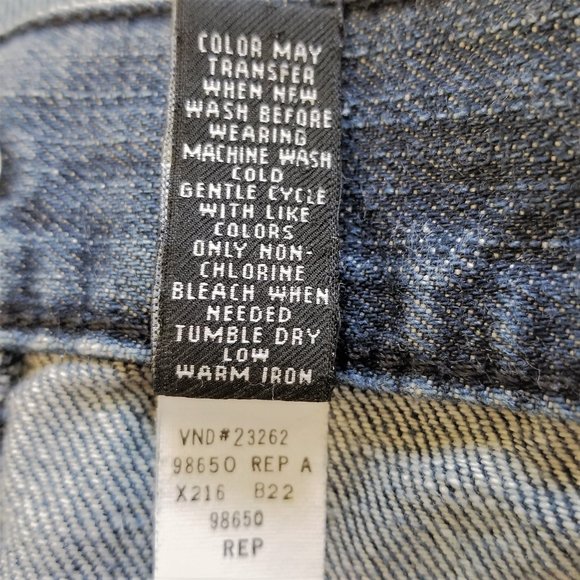 COLOR MAY
TRANSFER
WHEN NEW
WASH BEFORE
WEARING
MACHINE WASH
COLD
GENTLE CYCLE
WITH LIKE
COLORS
ONLY NON-
CHLORINE
BLEACH WHEN
NEEDED
TUMBLE DRY
LOW
WARM IRON
VND#23262
98650 REP A
X216 B22
98650
REP